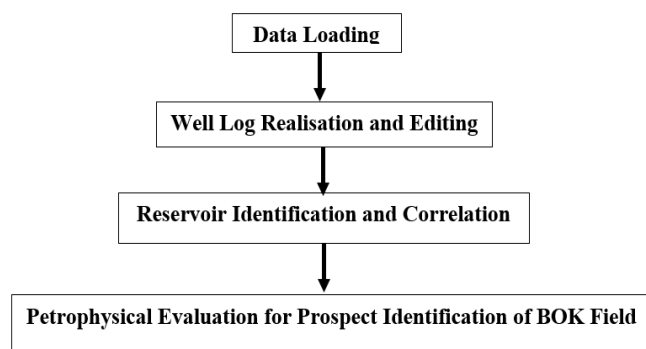 Data Loading
Well Log Realisation and Editing
Reservoir Identification and Correlation
Petrophysical Evaluation for Prospect Identification of BOK Field